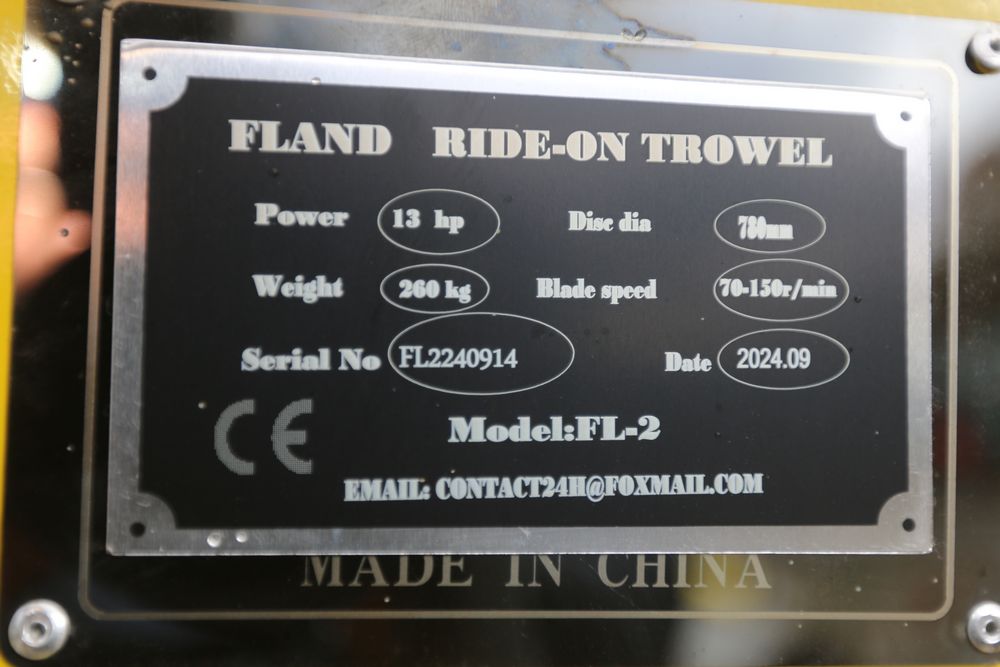 FLAND RIDE-ON TROWEL
Power 13 hp Disc dia 780mm
Weight 260 kg Blade speed 70-150r/min
Serial No FL2240914 Date 2024.09
CE
Model:FL-2
EMAIL: CONTACT24H@FOXMAIL.COM
MADE IN CHINA